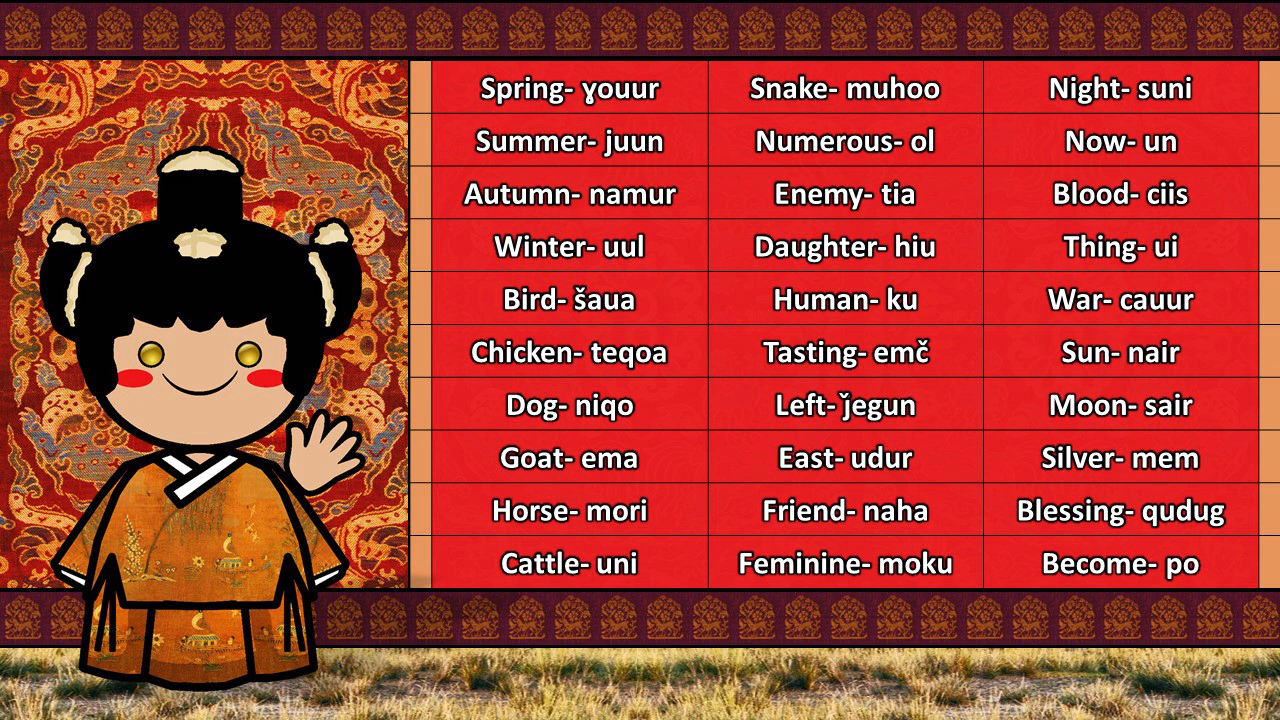 Spring- ɣouur
Snake- muhoo
Night- suni
Summer- juun
Numerous- ol
Now- un
Autumn- namur
Enemy- tia
Blood- ciis
Winter- uul
Daughter- hiu
Thing- ui
Bird- šaua
Human- ku
War- cauur
Chicken- teqoa
Tasting- emč
Sun- nair
Dog- niqo
Left- ǰegun
Moon- sair
Goat- ema
East- udur
Silver- mem
Horse- mori
Friend- naha
Blessing- qudug
Cattle- uni
Feminine- moku
Become- po